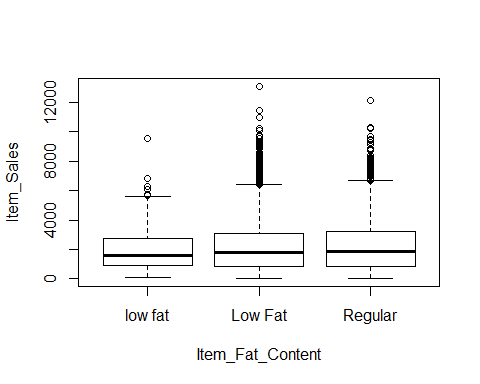 12000
8000
4000
0
Item_Sales
low fat
Low Fat
Regular
Item_Fat_Content